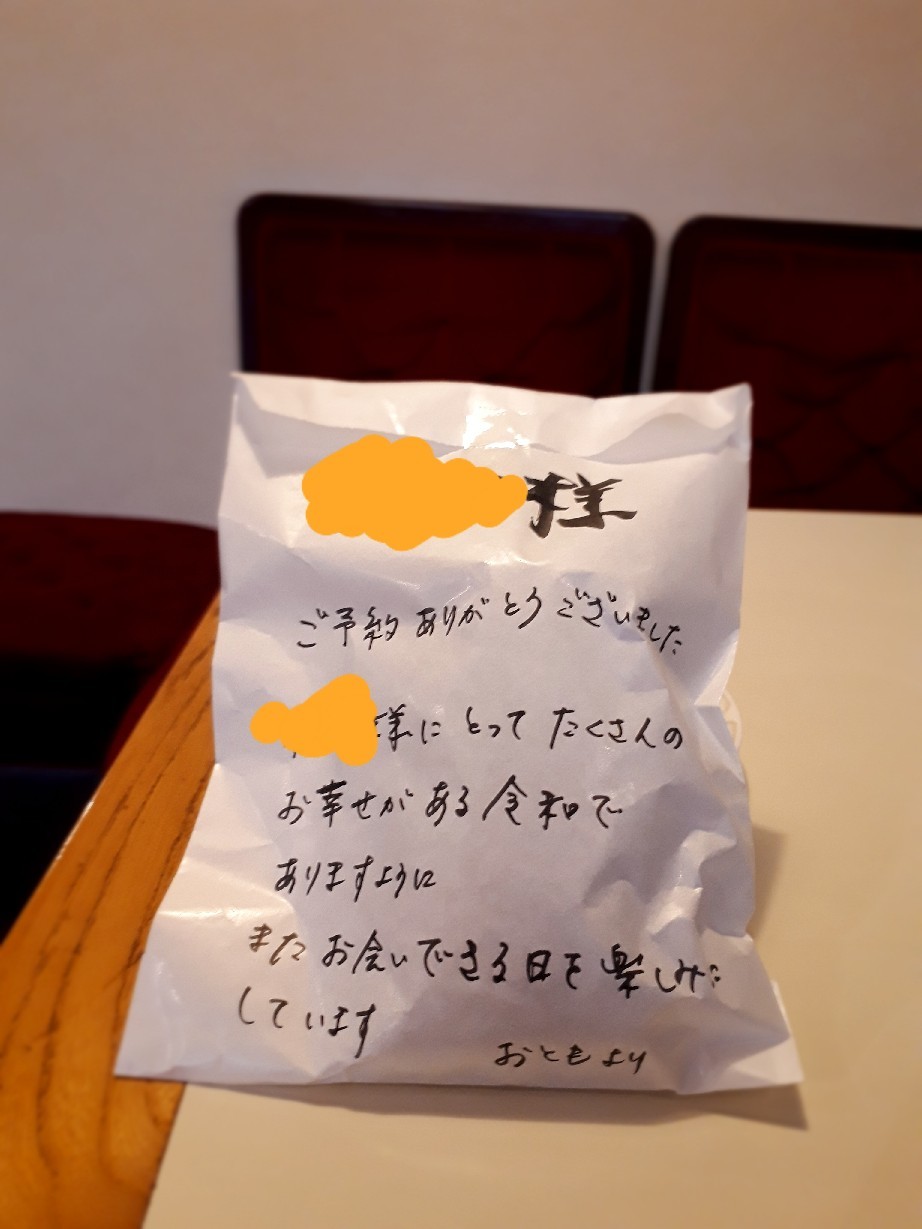 様
ご予約ありがとうございました
様にとってたくさんの
お幸せがある令和で
ありますように
またお会いできる日を楽しみに
しています
おともより